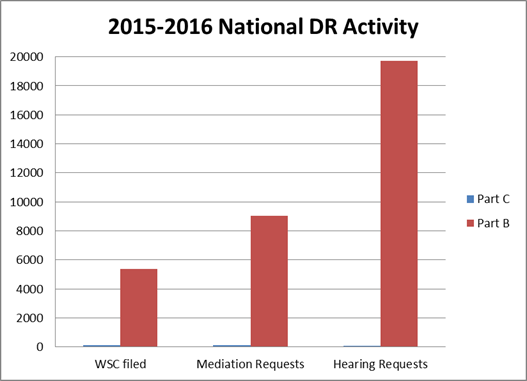 2015-2016 National DR Activity
20000
18000
16000
14000
12000
10000
8000
6000
4000
2000
0
WSC filed Mediation Requests Hearing Requests
Part C
Part B